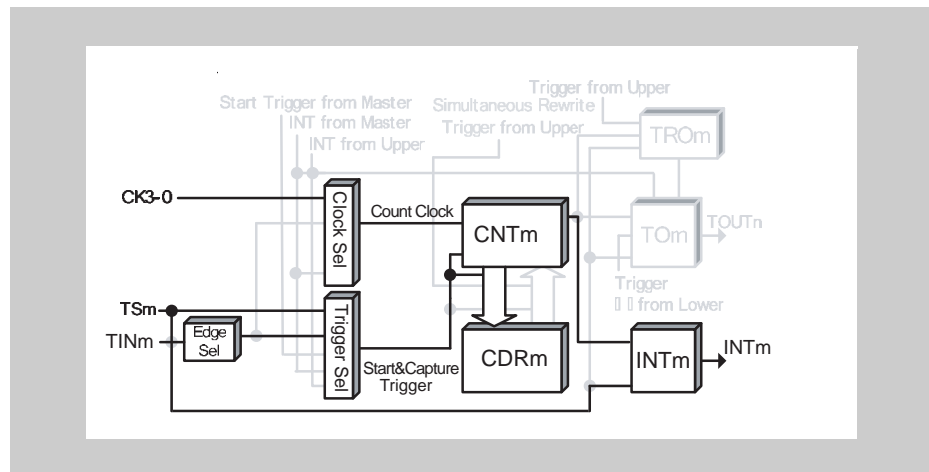 Trigger from Upper
Start Trigger from Master
Simultaneous Rewrite
INT from Master
Trigger from Upper
INT from Upper
TROm
CK3-0
Clock Sel
Count Clock
CNTm
TOm
TOUTn
Trigger
from Lower
TSm
TINm
Edge
Sel
Trigger Sel
Start&Capture
Trigger
CDRm
INTm
INTm